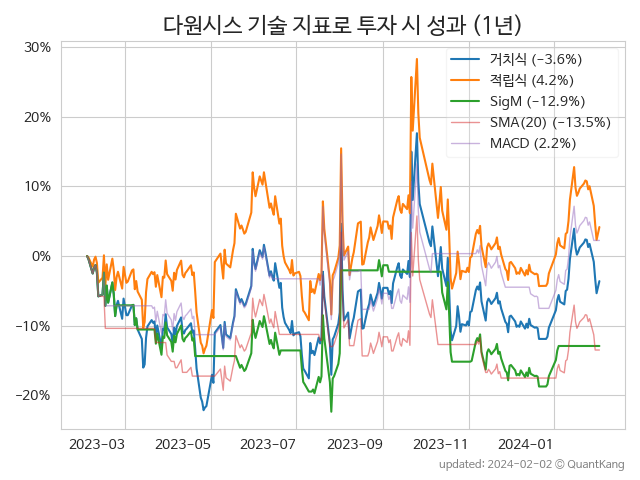 다원시스 기술 지표로 투자 시 성과 (1년)
30%
20%
10%
0%
−10%
−20%
거치식 (−3.6%)
적립식 (4.2%)
SigM (−12.9%)
SMA(20) (−13.5%)
MACD (2.2%)
2023−03
2023−05
2023−07
2023−09
2023−11
2024−01
updated: 2024−02−02 © QuantKang